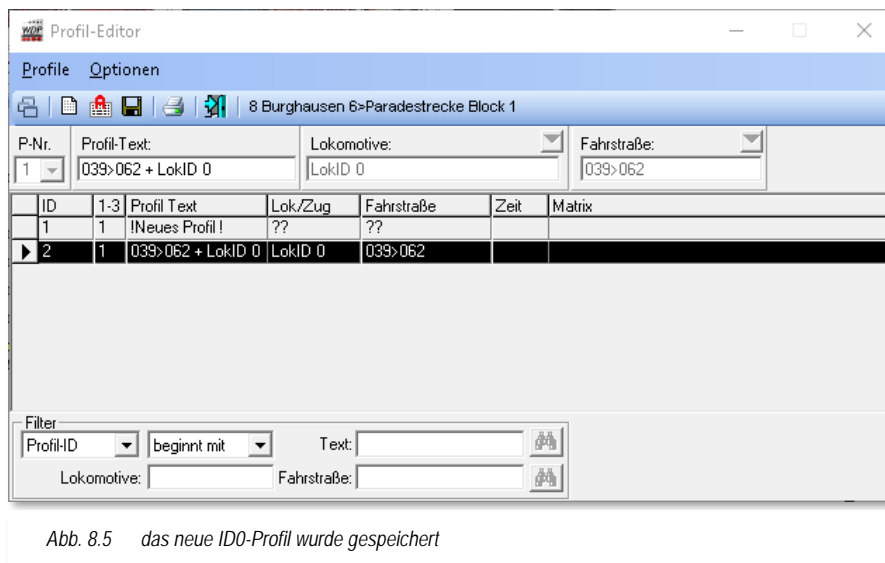 WDP Profil-Editor
Profile Optionen
8 Burghausen 6>Paradestrecke Block 1
P-Nr. Profil-Text: Lokomotive: Fahrstraße:
1 039>062 + LokID 0 LokID 0 039>062
ID 1-3 Profil Text Lok/Zug Fahrstraße Zeit Matrix
1 1 !Neues Profil ! ?? ??
2 1 039>062 + LokID 0 LokID 0 039>062
Filter
Profil-ID beginnt mit Text:
Lokomotive: Fahrstraße:
Abb. 8.5 das neue ID0-Profil wurde gespeichert